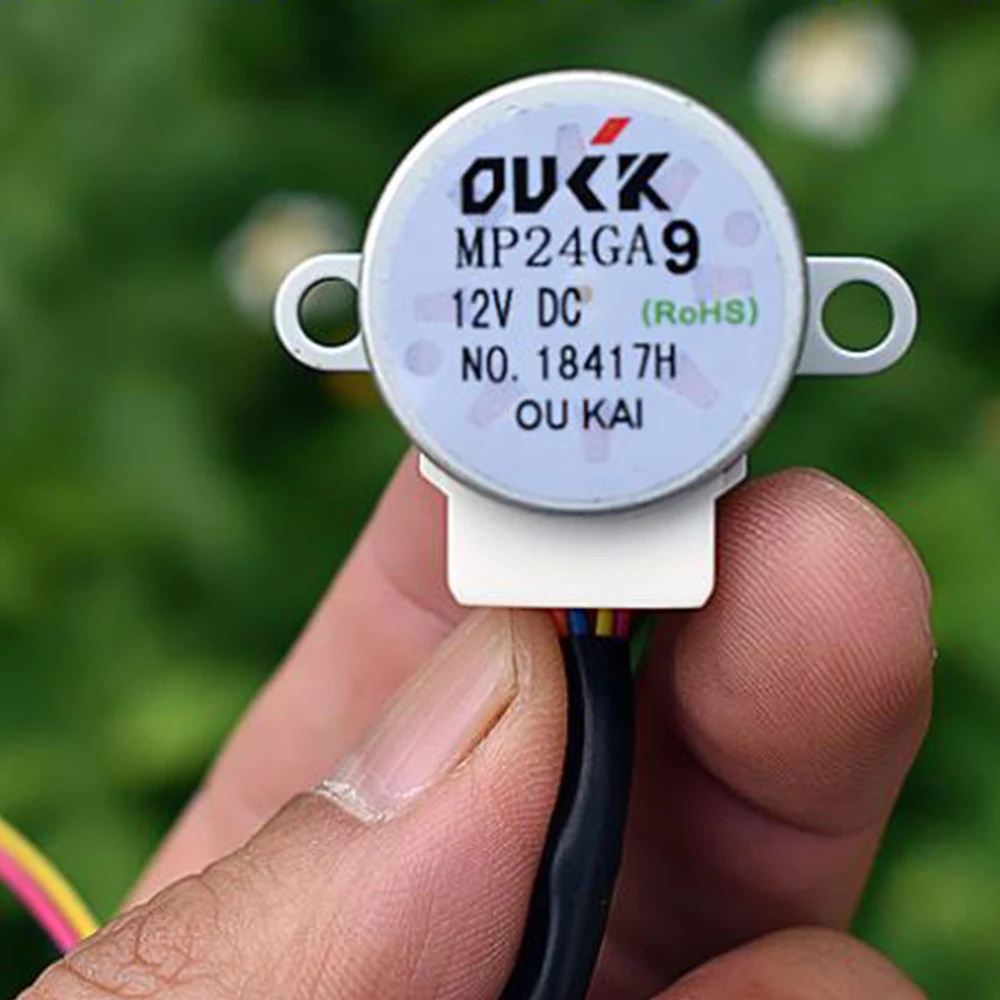 OUKK
MP24GA9
12V DC (RoHS)
NO. 18417H
OU KAI